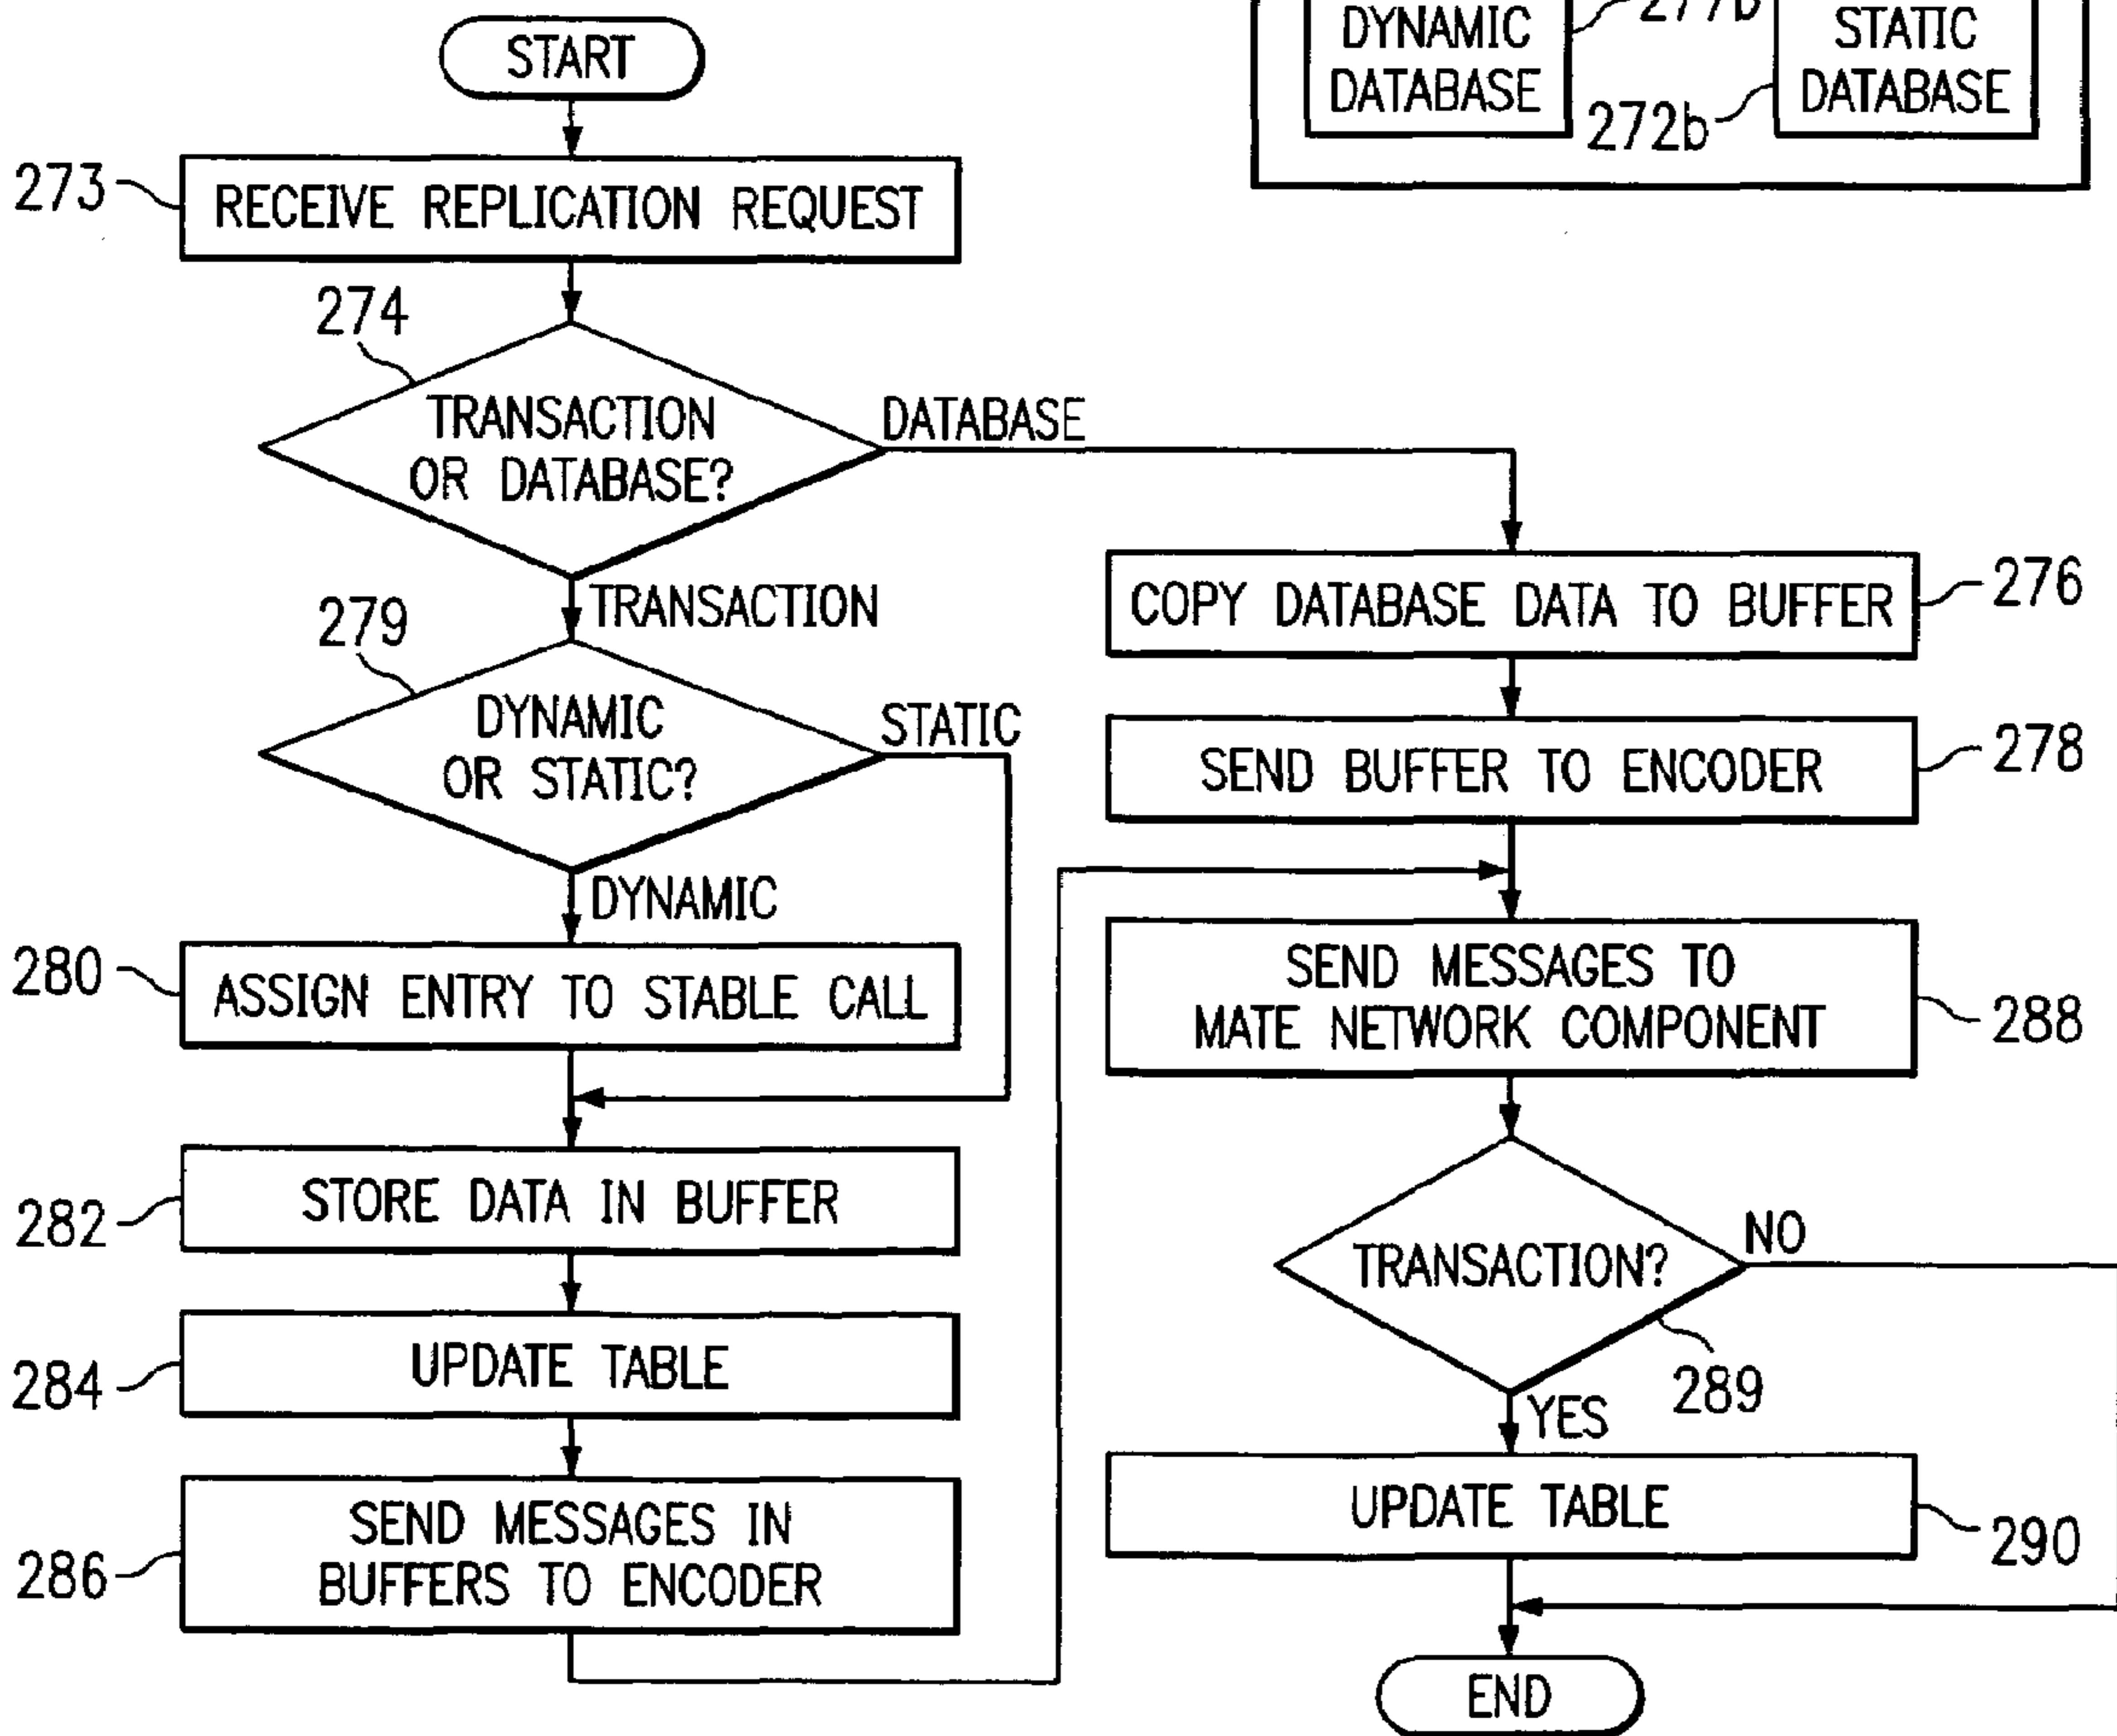 START
273
RECEIVE REPLICATION REQUEST
274
TRANSACTION
OR DATABASE?
DATABASE
TRANSACTION
279
DYNAMIC
OR STATIC?
STATIC
DYNAMIC
280
ASSIGN ENTRY TO STABLE CALL
282
STORE DATA IN BUFFER
284
UPDATE TABLE
286
SEND MESSAGES IN
BUFFERS TO ENCODER
DYNAMIC
DATABASE
272b
STATIC
DATABASE
COPY DATABASE DATA TO BUFFER
276
SEND BUFFER TO ENCODER
278
SEND MESSAGES TO
MATE NETWORK COMPONENT
288
TRANSACTION?
NO
289
YES
UPDATE TABLE
290
END